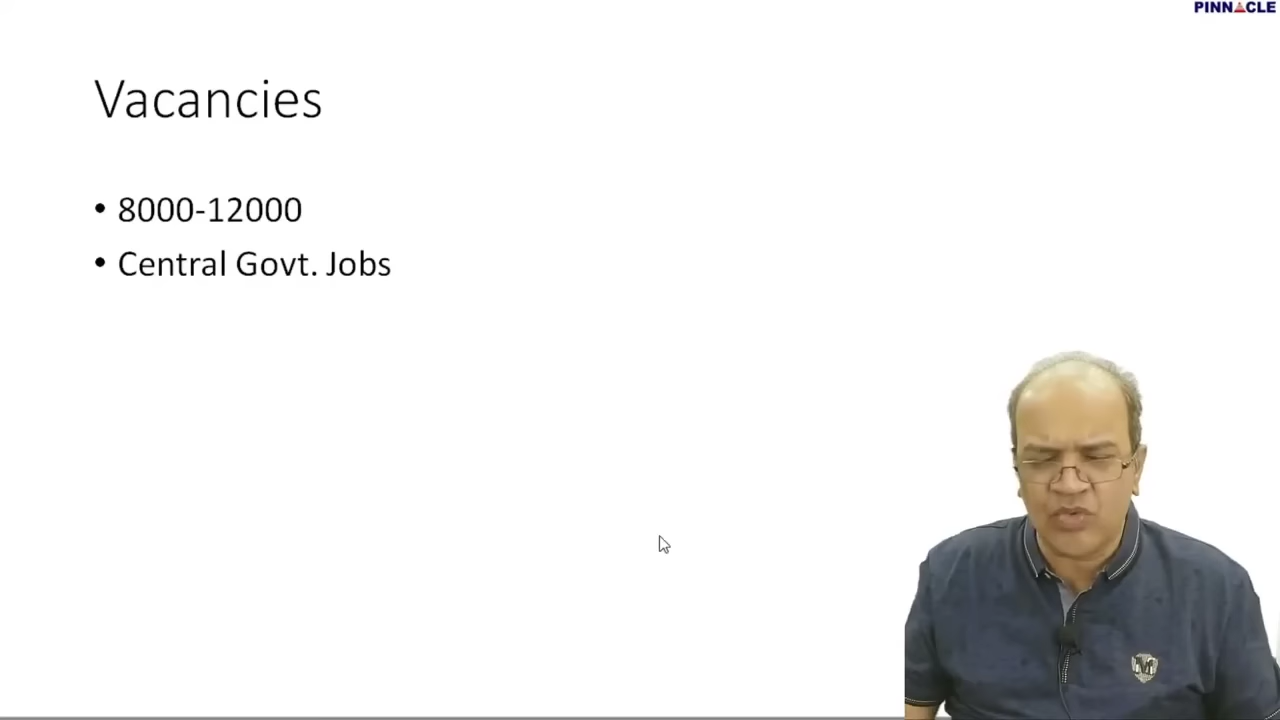 PINNACLE
Vacancies
• 8000-12000
• Central Govt. Jobs
M